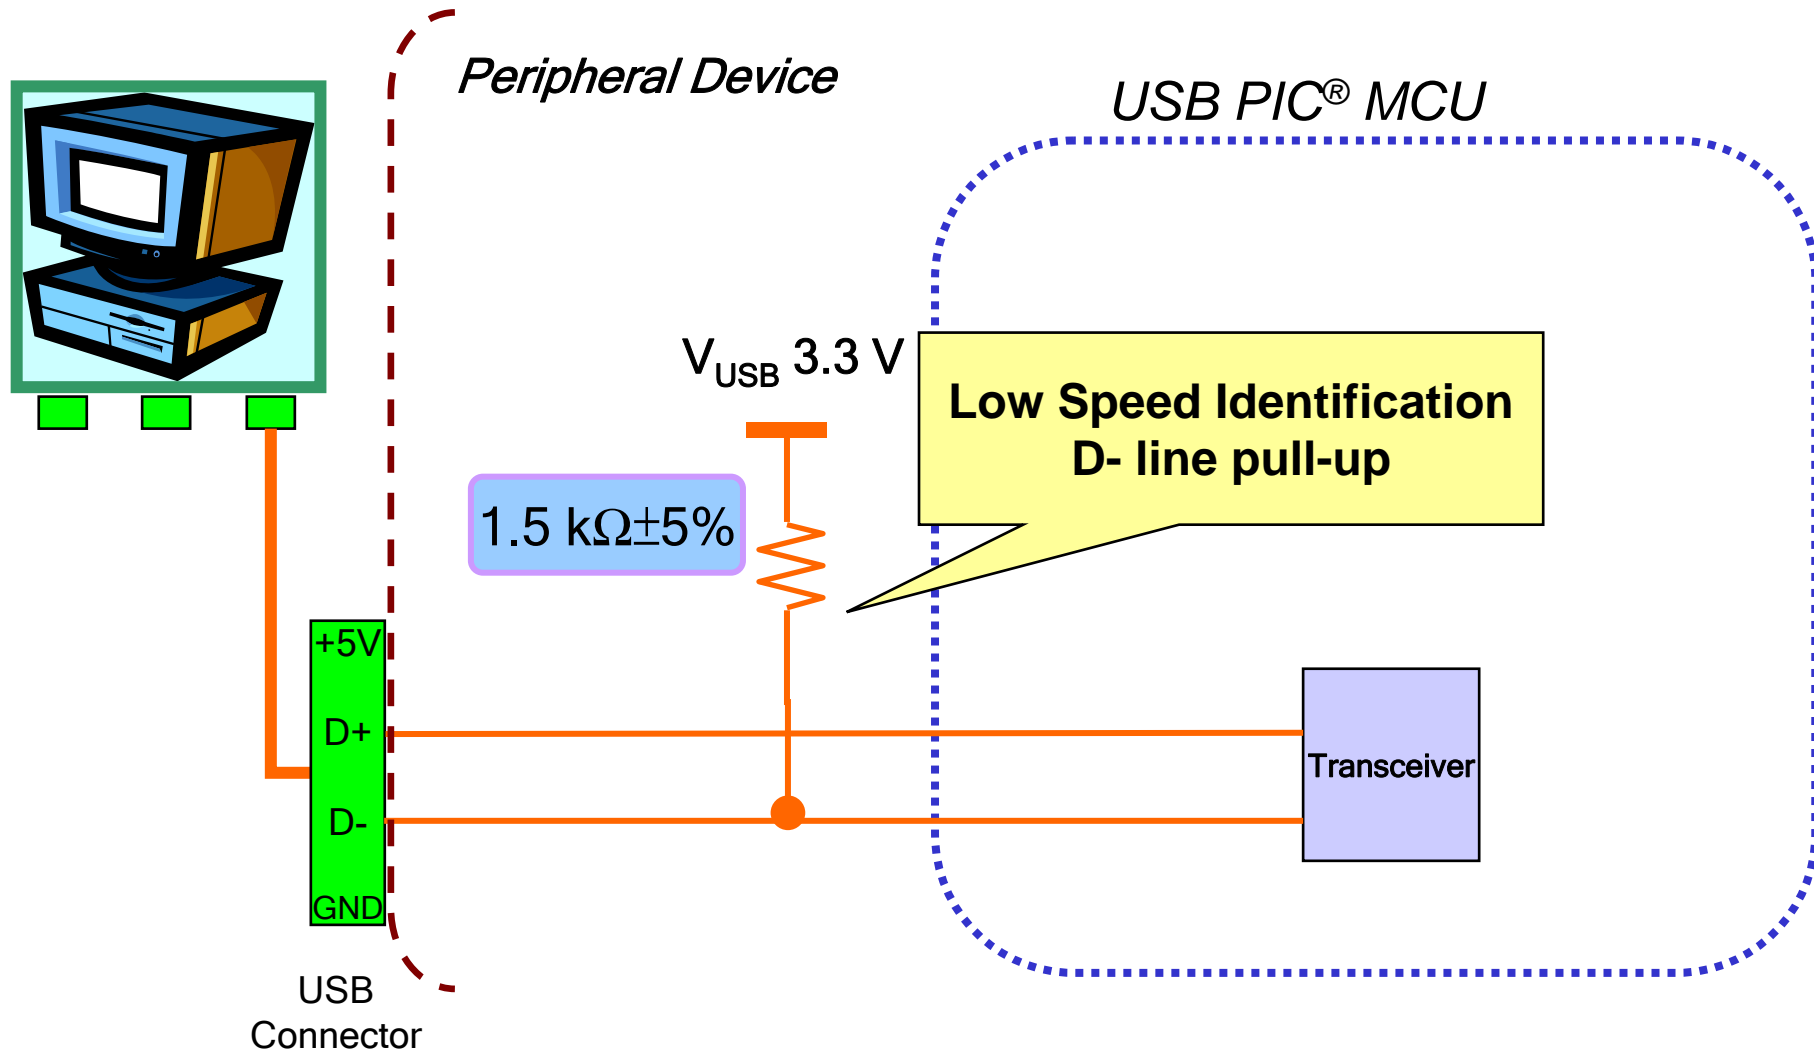 Peripheral Device
USB PIC® MCU
V_USB 3.3 V
Low Speed Identification
D- line pull-up
1.5 kΩ±5%
+5V
D+
D-
GND
Transceiver
USB
Connector